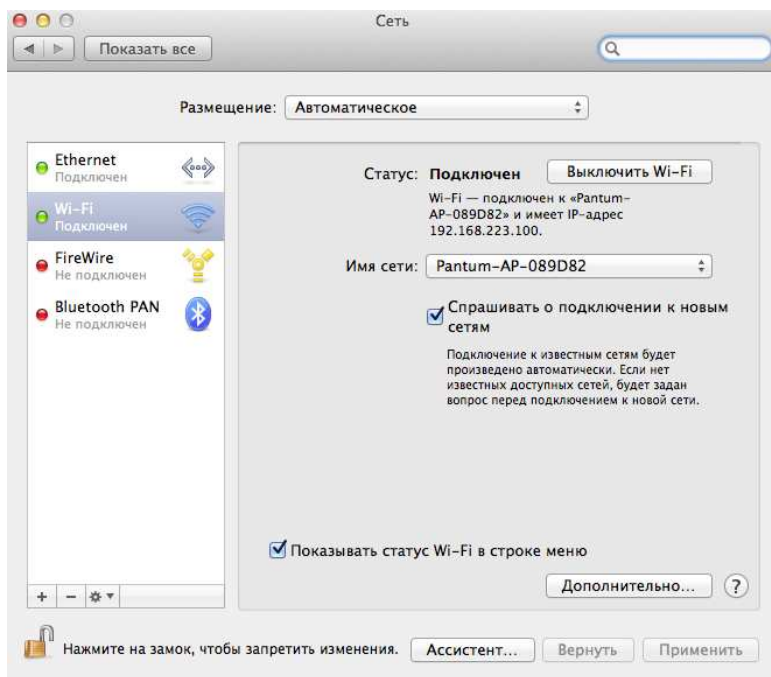 Сеть
Показать все
Размещение: Автоматическое
Ethernet
Подключен
Wi-Fi
Подключен
FireWire
Не подключен
Bluetooth PAN
Не подключен
Статус: Подключен
Выключить Wi-Fi
Wi-Fi — подключен к «Pantum-
AP-089D82» и имеет IP-адрес
192.168.223.100.
Имя сети: Pantum-AP-089D82
Спрашивать о подключении к новым
сетям
Подключение к известным сетям будет
произведено автоматически. Если нет
известных доступных сетей, будет задан
вопрос перед подключением к новой сети.
Показывать статус Wi-Fi в строке меню
Дополнительно... ?
Нажмите на замок, чтобы запретить изменения. Ассистент... Вернуть Применить